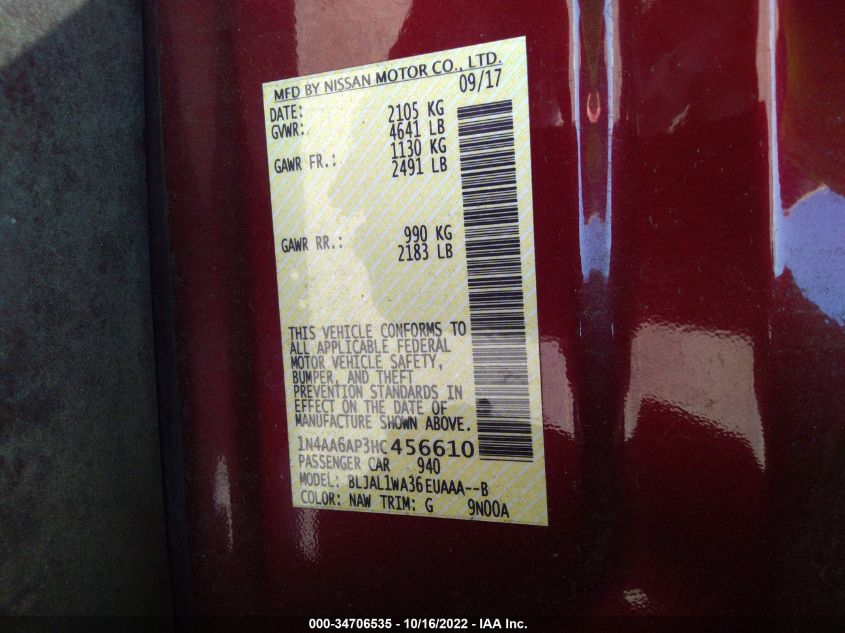 MFD BY NISSAN MOTOR CO., LTD.
DATE: 09/17
GVWR: 2105 KG
4641 LB
GAWR FR.: 1130 KG
2491 LB
GAWR RR.: 990 KG
2183 LB
THIS VEHICLE CONFORMS TO
ALL APPLICABLE FEDERAL
MOTOR VEHICLE SAFETY,
BUMPER, AND THEFT
PREVENTION STANDARDS IN
EFFECT ON THE DATE OF
MANUFACTURE SHOWN ABOVE.
1N4AA6AP3HC456610
PASSENGER CAR 940
MODEL: BLJAL1WA36EUAAA--B
COLOR: NAW TRIM: G 9N00A
000-34706535 - 10/16/2022 - IAA Inc.